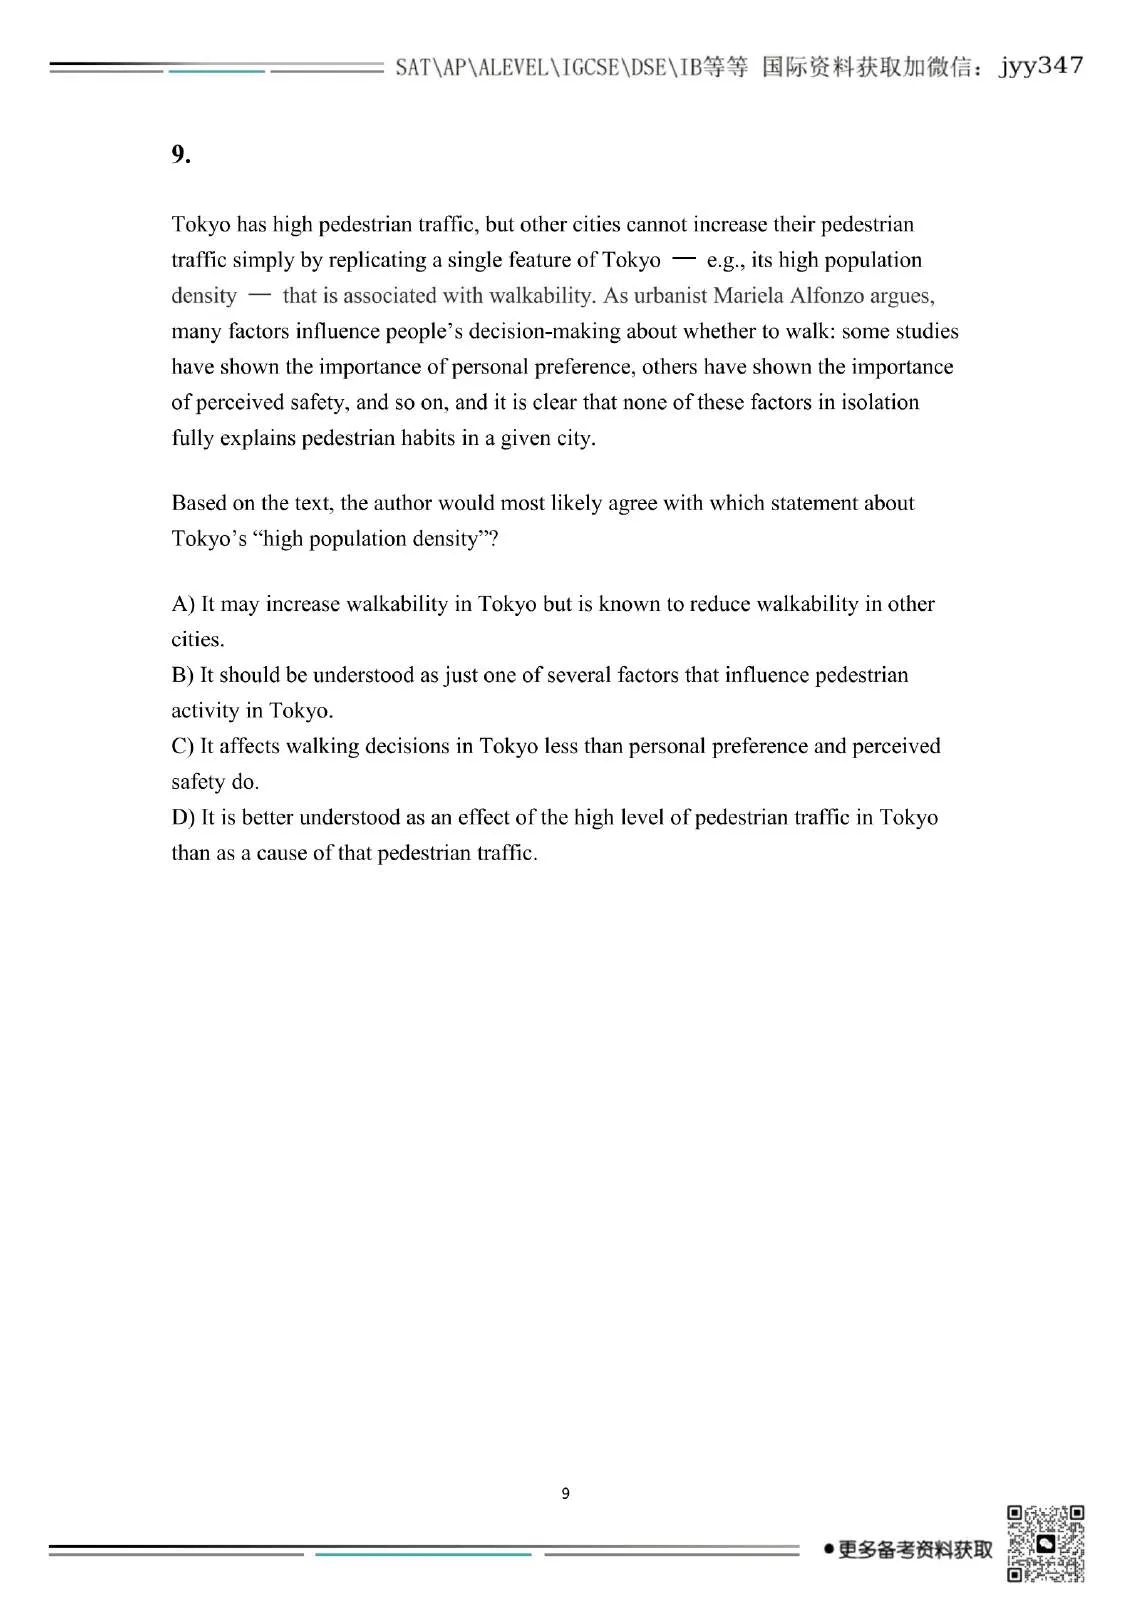 SAT\AP\ALEVEL\IGCSE\DSE\IB等等 国际资料获取加微信：jyy347
9.
Tokyo has high pedestrian traffic, but other cities cannot increase their pedestrian
traffic simply by replicating a single feature of Tokyo — e.g., its high population
density — that is associated with walkability. As urbanist Mariela Alfonzo argues,
many factors influence people’s decision-making about whether to walk: some studies
have shown the importance of personal preference, others have shown the importance
of perceived safety, and so on, and it is clear that none of these factors in isolation
fully explains pedestrian habits in a given city.
Based on the text, the author would most likely agree with which statement about
Tokyo’s “high population density”?
A) It may increase walkability in Tokyo but is known to reduce walkability in other
cities.
B) It should be understood as just one of several factors that influence pedestrian
activity in Tokyo.
C) It affects walking decisions in Tokyo less than personal preference and perceived
safety do.
D) It is better understood as an effect of the high level of pedestrian traffic in Tokyo
than as a cause of that pedestrian traffic.
9
●更多备考资料获取